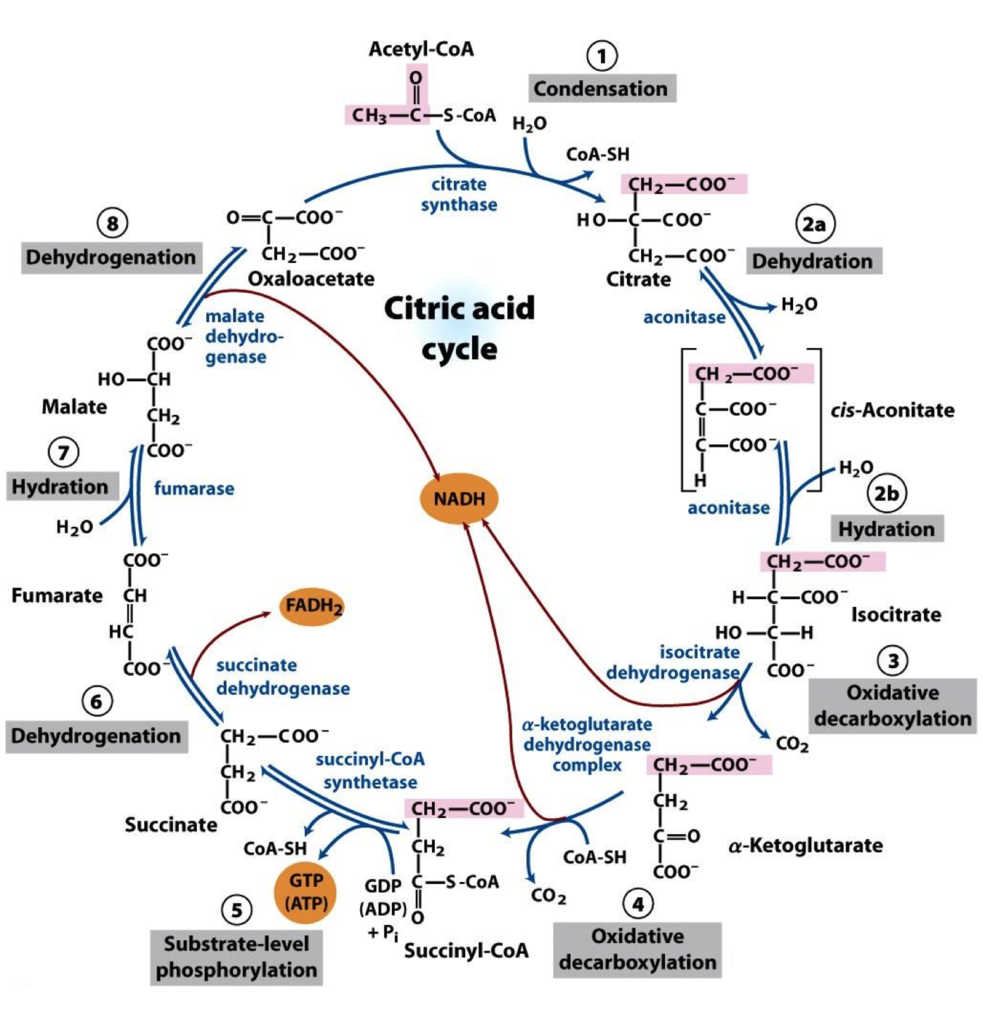 Acetyl-CoA
O
CH₃—C—S-CoA
1
Condensation
H₂O
CoA-SH
citrate
synthase
CH₂—COO⁻
HO—C—COO⁻
CH₂—COO⁻
Citrate
2a
Dehydration
H₂O
aconitase
CH₂—COO⁻
C—COO⁻
C—COO⁻
H
cis-Aconitate
H₂O
aconitase
2b
Hydration
CH₂—COO⁻
H—C—COO⁻
HO—C—H
COO⁻
Isocitrate
isocitrate
dehydrogenase
3
Oxidative
decarboxylation
CO₂
CH₂—COO⁻
CH₂
C=O
COO⁻
α-Ketoglutarate
α-ketoglutarate
dehydrogenase
complex
CoA-SH
CO₂
4
Oxidative
decarboxylation
CH₂—COO⁻
CH₂
C—S-CoA
O
Succinyl-CoA
succinyl-CoA
synthetase
CoA-SH
GTP
(ATP)
GDP
(ADP)
+ Pᵢ
5
Substrate-level
phosphorylation
CH₂—COO⁻
CH₂
COO⁻
Succinate
6
Dehydrogenation
succinate
dehydrogenase
FADH₂
COO⁻
CH
HC
COO⁻
Fumarate
7
Hydration
H₂O
fumarase
COO⁻
HO—CH
CH₂
COO⁻
Malate
8
Dehydrogenation
malate
dehydro-
genase
O=C—COO⁻
CH₂—COO⁻
Oxaloacetate
Citric acid
cycle
NADH